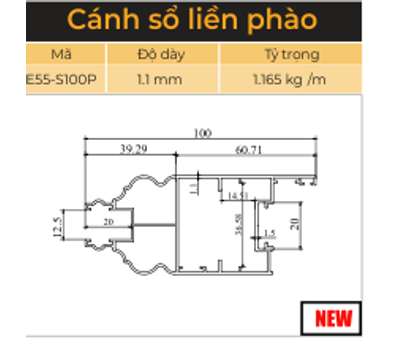 Cánh sổ liền phào
Mã Độ dày Tỷ trọng
E55-S100P 1.1 mm 1.165 kg /m
100
39.29 60.71
1.1
14.51
12.5 20 36.58 1.5 20
NEW